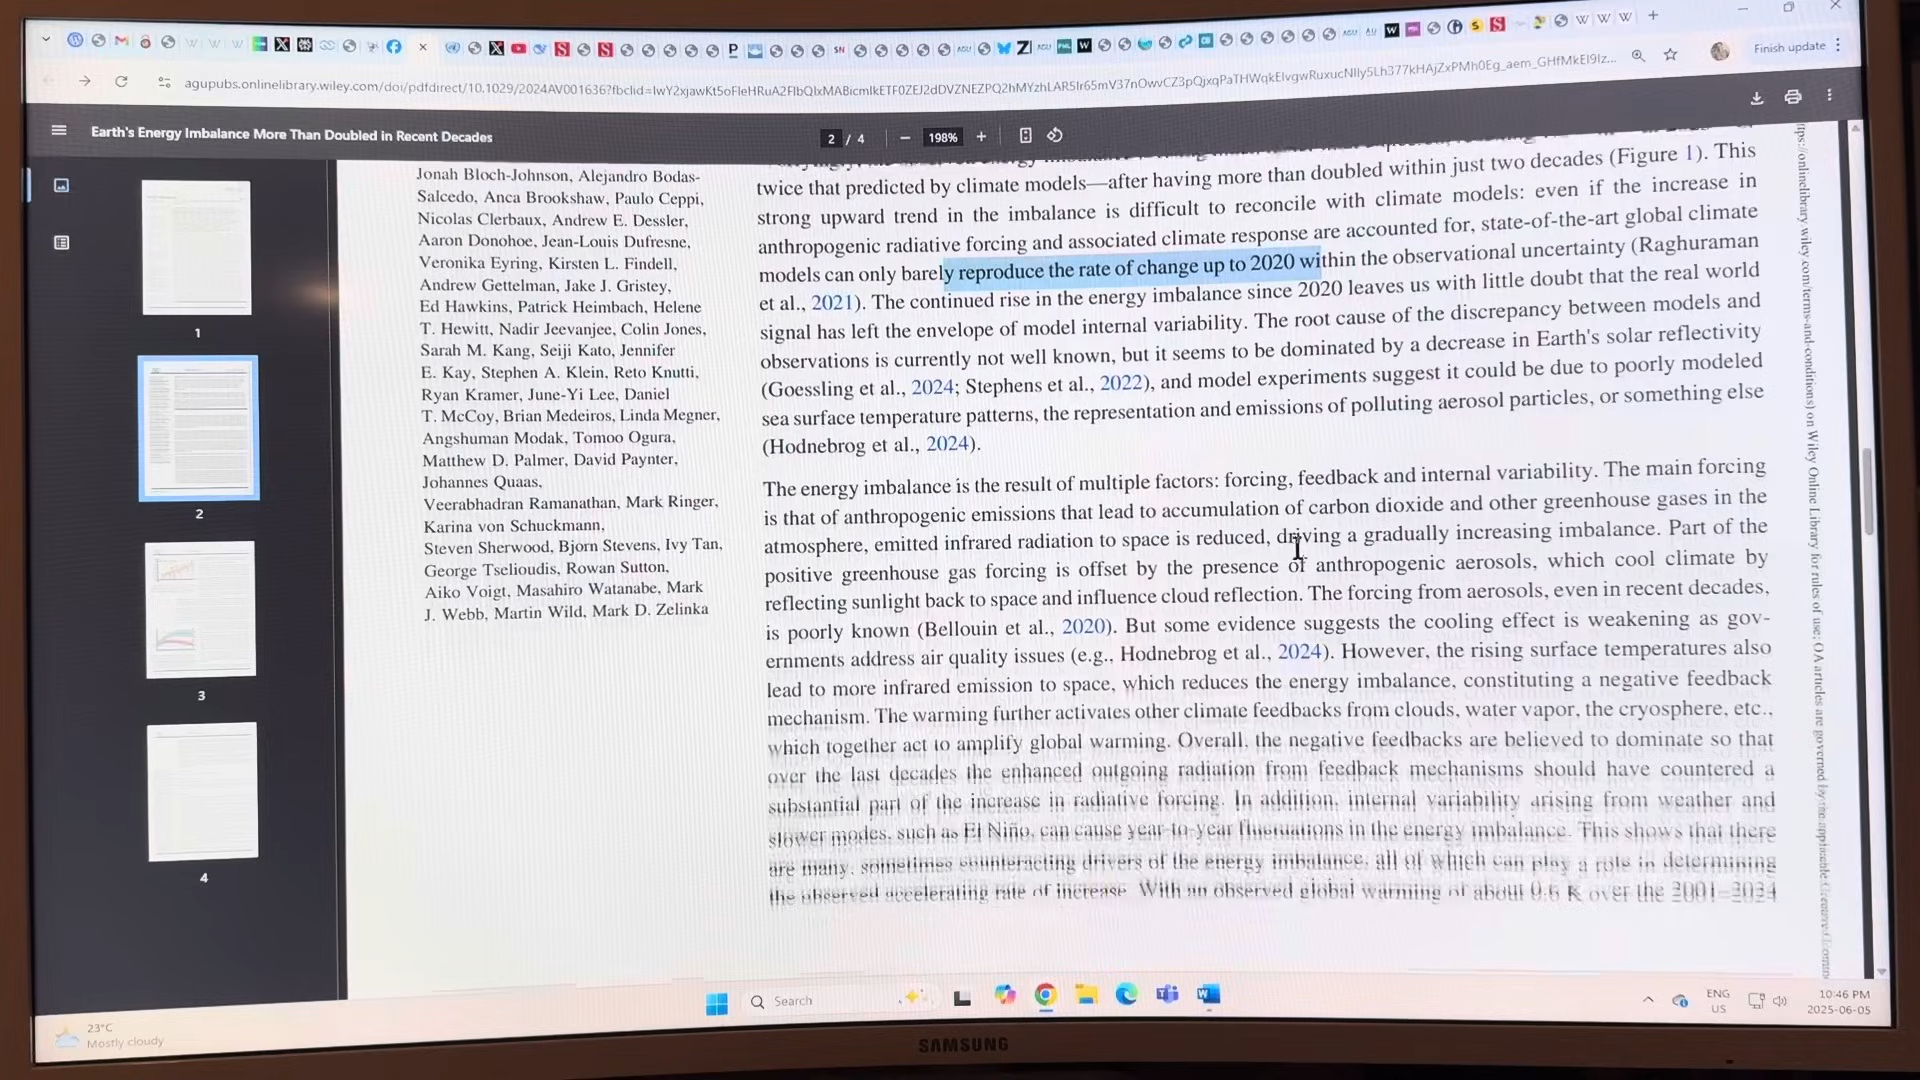 Finish update
agupubs.onlinelibrary.wiley.com/doi/pdfdirect/10.1029/2024AV001636?fbclid=
Earth's Energy Imbalance More Than Doubled in Recent Decades
2 / 4
198%
Jonah Bloch-Johnson, Alejandro Bodas-
Salcedo, Anca Brookshaw, Paulo Ceppi,
Nicolas Clerbaux, Andrew E. Dessler,
Aaron Donohoe, Jean-Louis Dufresne,
Veronika Eyring, Kirsten L. Findell,
Andrew Gettelman, Jake J. Gristey,
Ed Hawkins, Patrick Heimbach, Helene
T. Hewitt, Nadir Jeevanjee, Colin Jones,
Sarah M. Kang, Seiji Kato, Jennifer
E. Kay, Stephen A. Klein, Reto Knutti,
Ryan Kramer, June-Yi Lee, Daniel
T. McCoy, Brian Medeiros, Linda Megner,
Angshuman Modak, Tomoo Ogura,
Matthew D. Palmer, David Paynter,
Johannes Quaas,
Veerabhadran Ramanathan, Mark Ringer,
Karina von Schuckmann,
Steven Sherwood, Bjorn Stevens, Ivy Tan,
George Tselioudis, Rowan Sutton,
Aiko Voigt, Masahiro Watanabe, Mark
J. Webb, Martin Wild, Mark D. Zelinka
twice that predicted by climate models—after having more than doubled within just two decades (Figure 1). This
strong upward trend in the imbalance is difficult to reconcile with climate models: even if the increase in
anthropogenic radiative forcing and associated climate response are accounted for, state-of-the-art global climate
models can only barely reproduce the rate of change up to 2020 within the observational uncertainty (Raghuraman
et al., 2021). The continued rise in the energy imbalance since 2020 leaves us with little doubt that the real world
signal has left the envelope of model internal variability. The root cause of the discrepancy between models and
observations is currently not well known, but it seems to be dominated by a decrease in Earth's solar reflectivity
(Goessling et al., 2024; Stephens et al., 2022), and model experiments suggest it could be due to poorly modeled
sea surface temperature patterns, the representation and emissions of polluting aerosol particles, or something else
(Hodnebrog et al., 2024).
The energy imbalance is the result of multiple factors: forcing, feedback and internal variability. The main forcing
is that of anthropogenic emissions that lead to accumulation of carbon dioxide and other greenhouse gases in the
atmosphere, emitted infrared radiation to space is reduced, driving a gradually increasing imbalance. Part of the
positive greenhouse gas forcing is offset by the presence of anthropogenic aerosols, which cool climate by
reflecting sunlight back to space and influence cloud reflection. The forcing from aerosols, even in recent decades,
is poorly known (Bellouin et al., 2020). But some evidence suggests the cooling effect is weakening as gov-
ernments address air quality issues (e.g., Hodnebrog et al., 2024). However, the rising surface temperatures also
lead to more infrared emission to space, which reduces the energy imbalance, constituting a negative feedback
mechanism. The warming further activates other climate feedbacks from clouds, water vapor, the cryosphere, etc.,
which together act to amplify global warming. Overall, the negative feedbacks are believed to dominate so that
over the last decades the enhanced outgoing radiation from feedback mechanisms should have countered a
substantial part of the increase in radiative forcing. In addition, internal variability arising from weather and
slower modes, such as El Niño, can cause year-to-year fluctuations in the energy imbalance. This shows that there
are many, sometimes counteracting drivers of the energy imbalance, all of which can play a role in determining
the observed accelerating rate of increase. With an observed global warming of about 0.6 K over the 2001–2024
1
2
3
4
23°C
Mostly cloudy
Search
ENG
US
10:46 PM
2025-06-05
SAMSUNG